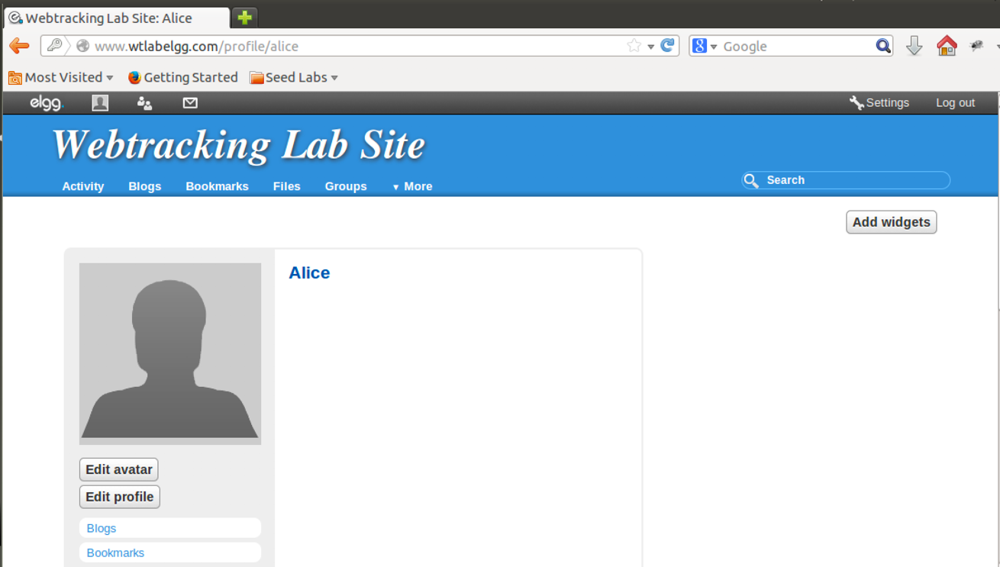 Webtracking Lab Site: Alice
www.wtlabelgg.com/profile/alice
8 Google
Most Visited Getting Started Seed Labs
elgg. Settings Log out
Webtracking Lab Site
Activity Blogs Bookmarks Files Groups ▼ More Search
Add widgets
Alice
Edit avatar
Edit profile
Blogs
Bookmarks